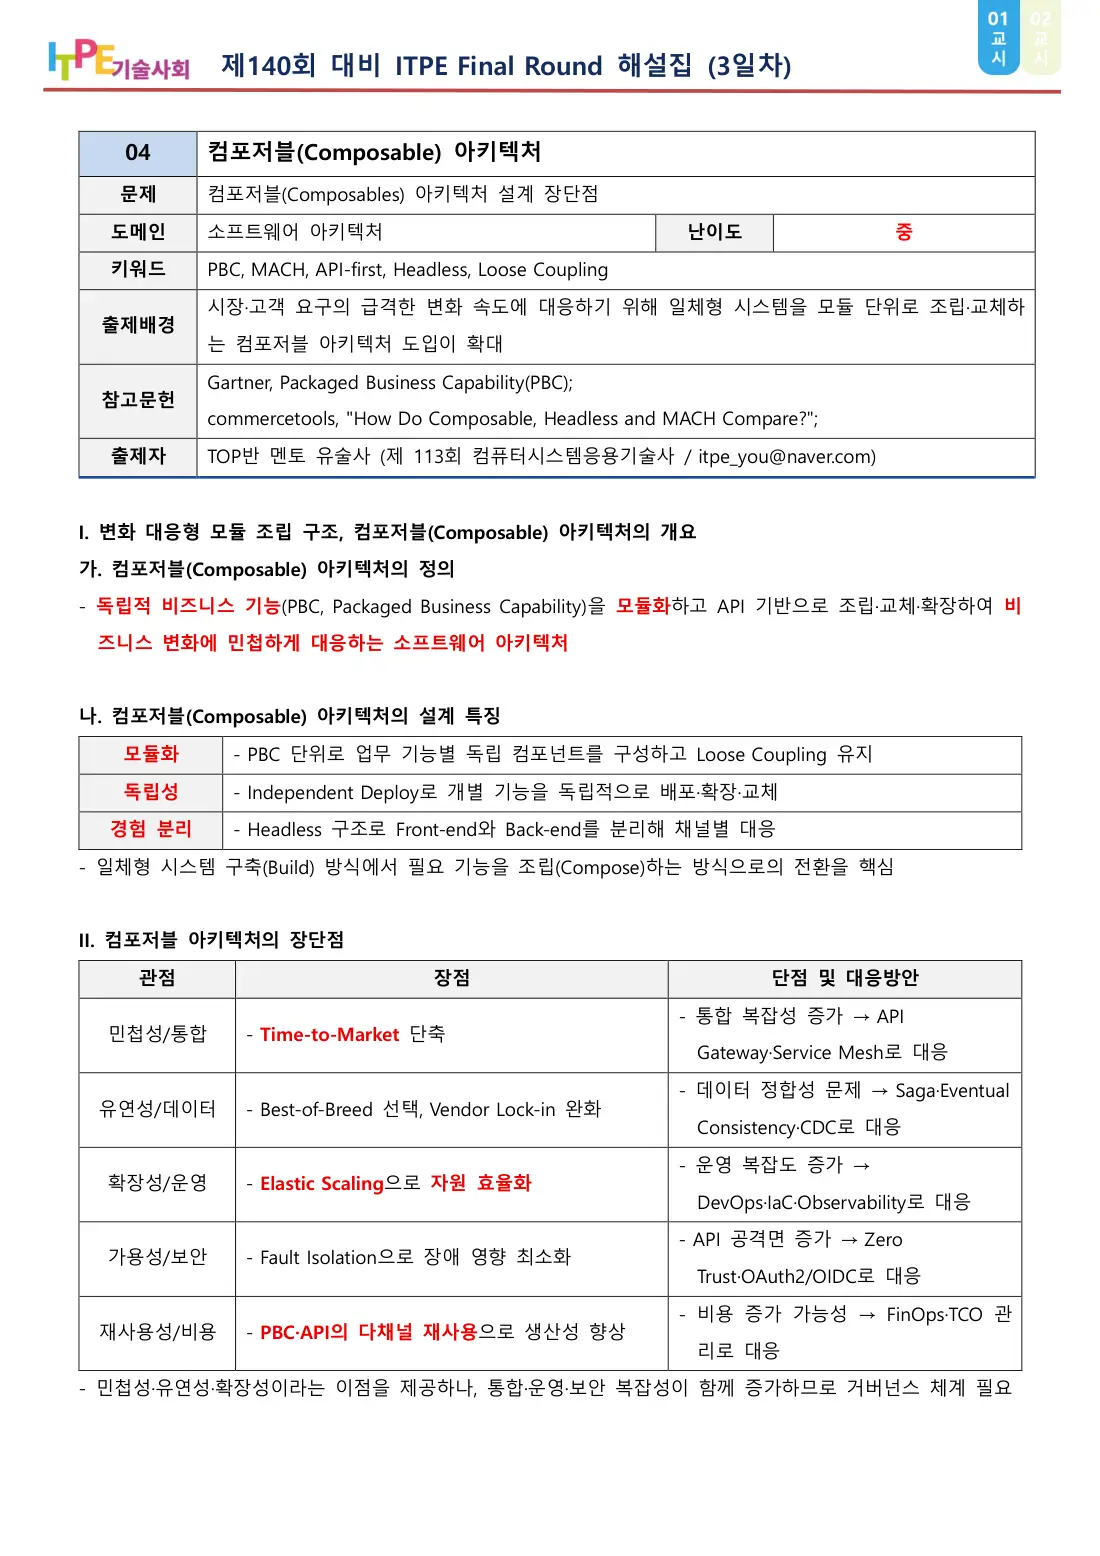 01
교
시
02
교
시
ITPE기술사회 제140회 대비 ITPE Final Round 해설집 (3일차)
04 컴포저블(Composable) 아키텍처
문제 컴포저블(Composables) 아키텍처 설계 장단점
도메인 소프트웨어 아키텍처 난이도 중
키워드 PBC, MACH, API-first, Headless, Loose Coupling
출제배경 시장·고객 요구의 급격한 변화 속도에 대응하기 위해 일체형 시스템을 모듈 단위로 조립·교체하
는 컴포저블 아키텍처 도입이 확대
참고문헌 Gartner, Packaged Business Capability(PBC);
commercetools, "How Do Composable, Headless and MACH Compare?";
출제자 TOP반 멘토 유술사 (제 113회 컴퓨터시스템응용기술사 / itpe_you@naver.com)
I. 변화 대응형 모듈 조립 구조, 컴포저블(Composable) 아키텍처의 개요
가. 컴포저블(Composable) 아키텍처의 정의
- 독립적 비즈니스 기능(PBC, Packaged Business Capability)을 모듈화하고 API 기반으로 조립·교체·확장하여 비
즈니스 변화에 민첩하게 대응하는 소프트웨어 아키텍처
나. 컴포저블(Composable) 아키텍처의 설계 특징
모듈화 - PBC 단위로 업무 기능별 독립 컴포넌트를 구성하고 Loose Coupling 유지
독립성 - Independent Deploy로 개별 기능을 독립적으로 배포·확장·교체
경험 분리 - Headless 구조로 Front-end와 Back-end를 분리해 채널별 대응
- 일체형 시스템 구축(Build) 방식에서 필요 기능을 조립(Compose)하는 방식으로의 전환을 핵심
II. 컴포저블 아키텍처의 장단점
관점 장점 단점 및 대응방안
민첩성/통합 - Time-to-Market 단축 - 통합 복잡성 증가 → API
Gateway·Service Mesh로 대응
유연성/데이터 - Best-of-Breed 선택, Vendor Lock-in 완화 - 데이터 정합성 문제 → Saga·Eventual
Consistency·CDC로 대응
확장성/운영 - Elastic Scaling으로 자원 효율화 - 운영 복잡도 증가 →
DevOps·IaC·Observability로 대응
가용성/보안 - Fault Isolation으로 장애 영향 최소화 - API 공격면 증가 → Zero
Trust·OAuth2/OIDC로 대응
재사용성/비용 - PBC·API의 다채널 재사용으로 생산성 향상 - 비용 증가 가능성 → FinOps·TCO 관
리로 대응
- 민첩성·유연성·확장성이라는 이점을 제공하나, 통합·운영·보안 복잡성이 함께 증가하므로 거버넌스 체계 필요